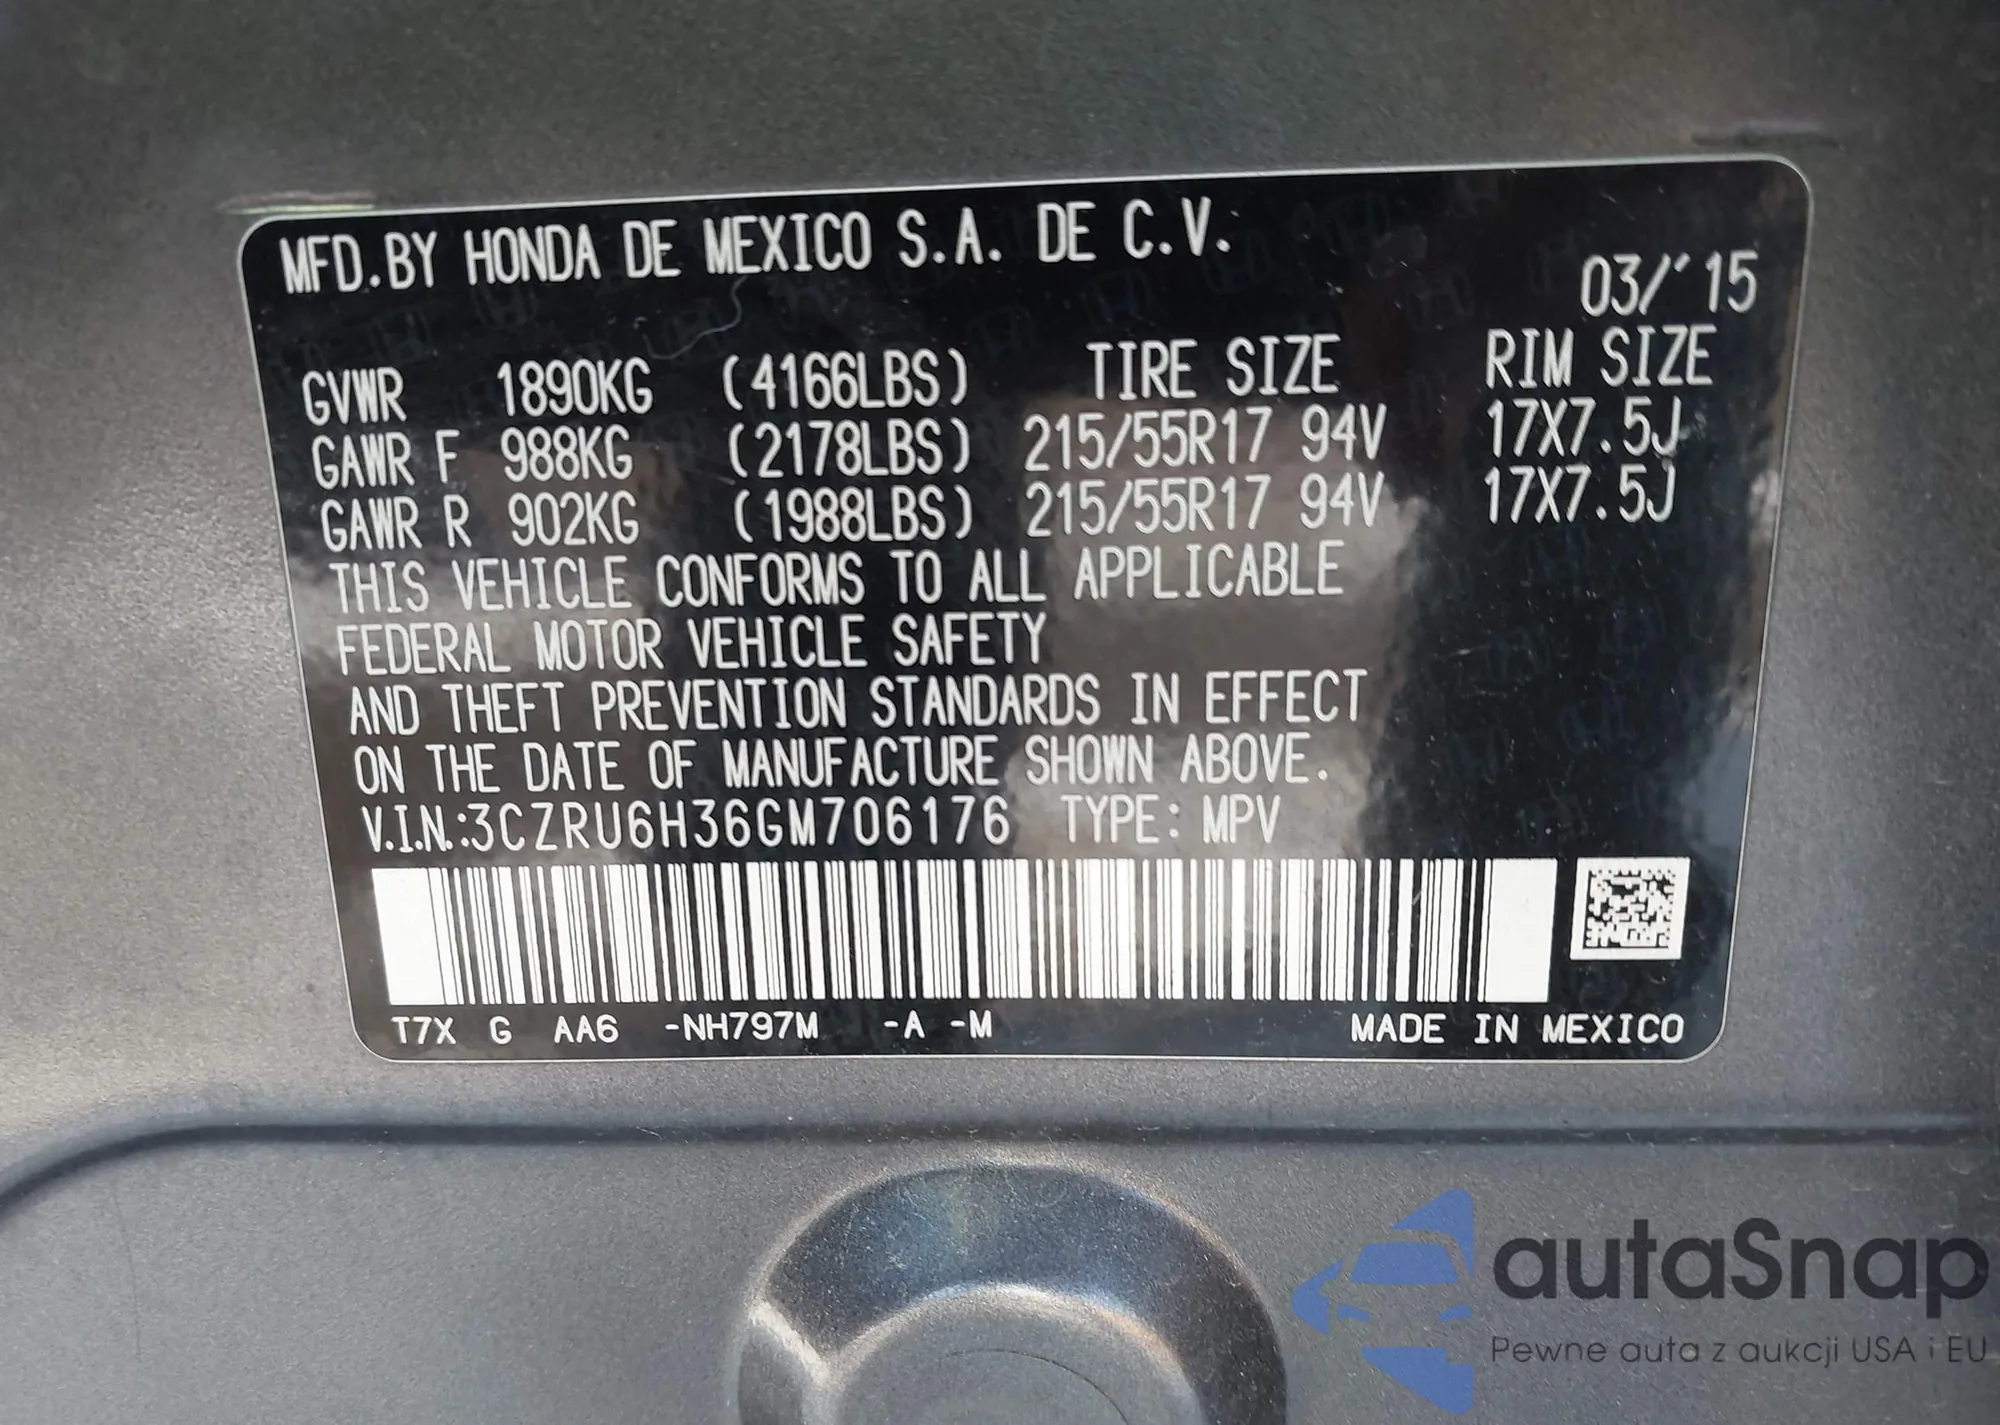 MFD.BY HONDA DE MEXICO S.A. DE C.V.
03/'15
GVWR 1890KG (4166LBS) TIRE SIZE RIM SIZE
GAWR F 988KG (2178LBS) 215/55R17 94V 17X7.5J
GAWR R 902KG (1988LBS) 215/55R17 94V 17X7.5J
THIS VEHICLE CONFORMS TO ALL APPLICABLE
FEDERAL MOTOR VEHICLE SAFETY
AND THEFT PREVENTION STANDARDS IN EFFECT
ON THE DATE OF MANUFACTURE SHOWN ABOVE.
V.I.N.:3CZRU6H36GM706176 TYPE: MPV
T7X G AA6 -NH797M -A -M MADE IN MEXICO
autaSnap
Pewne auta z aukcji USA i EU